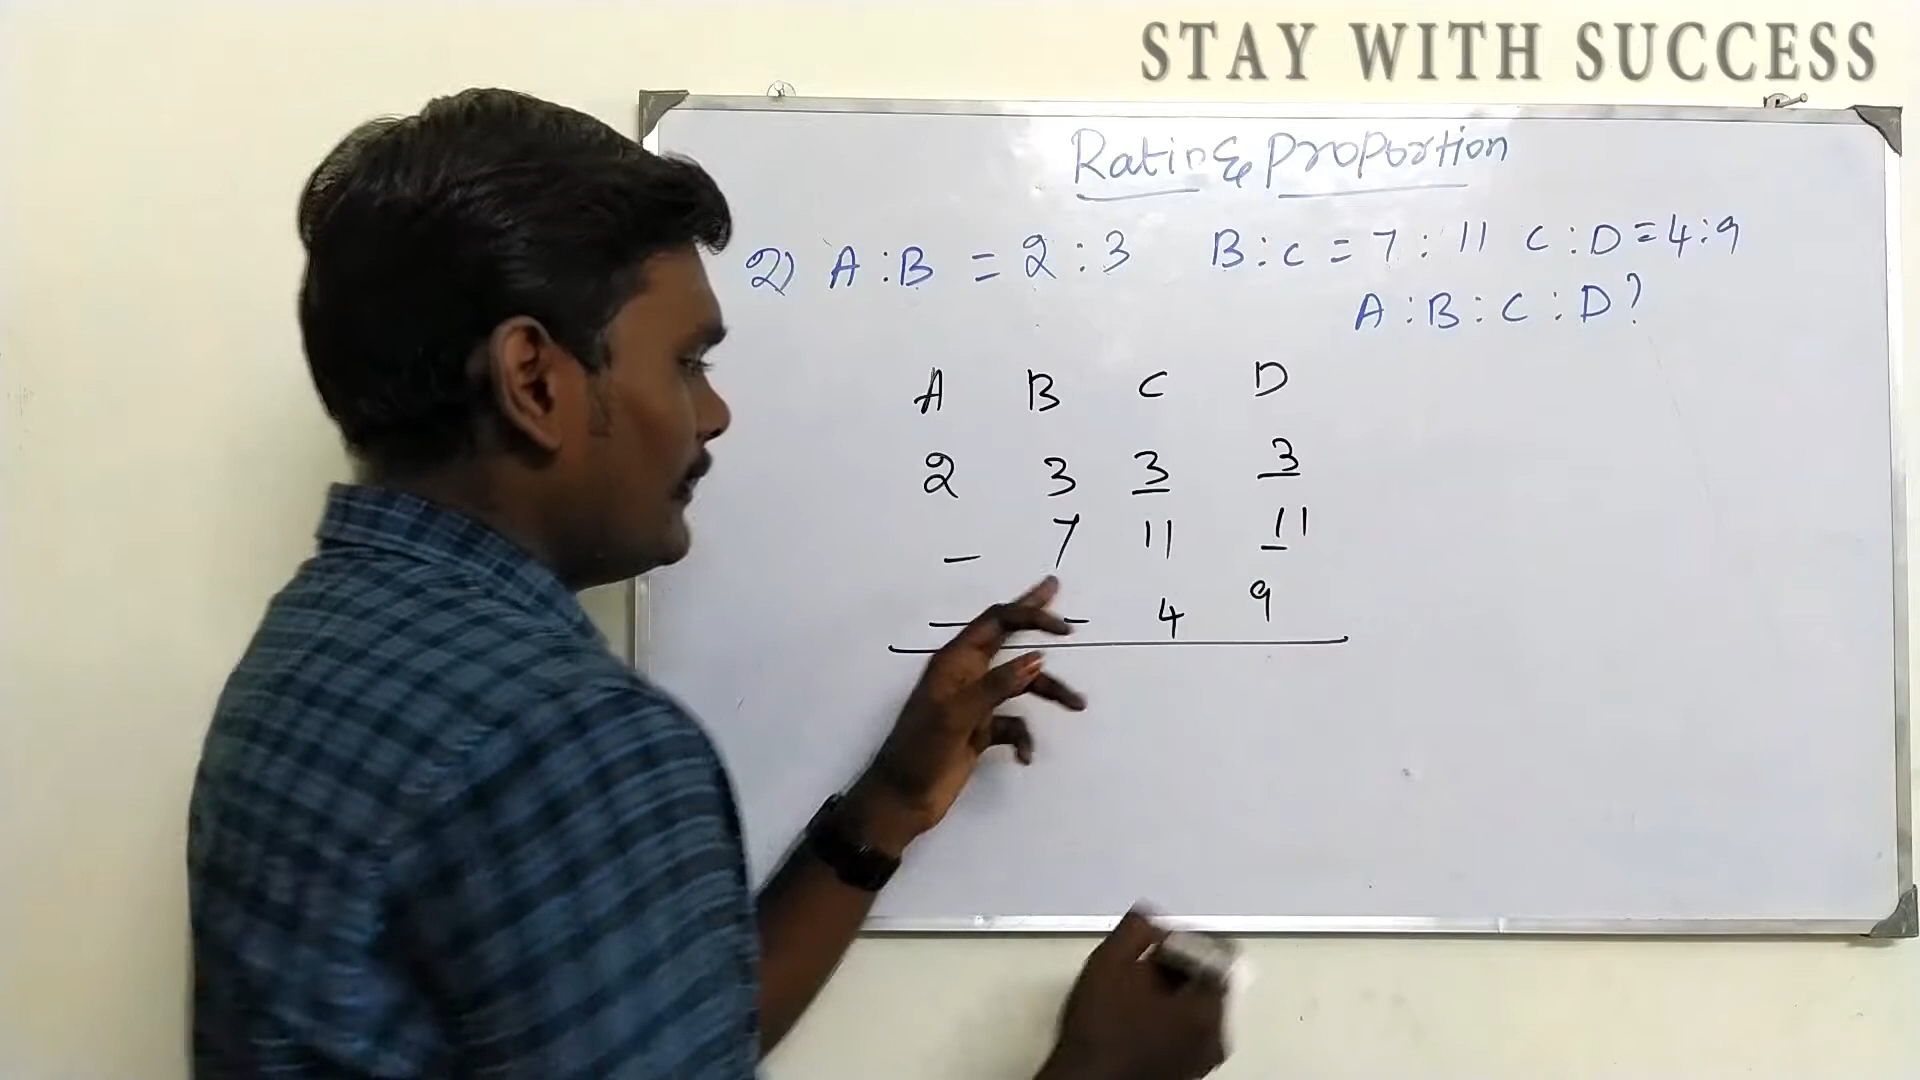 STAY WITH SUCCESS
Ratio & Proportion
2) A : B = 2 : 3 B : C = 7 : 11 C : D = 4 : 9
A : B : C : D ?
A B C D
2 3 3 3
- 7 11 11
- - 4 9